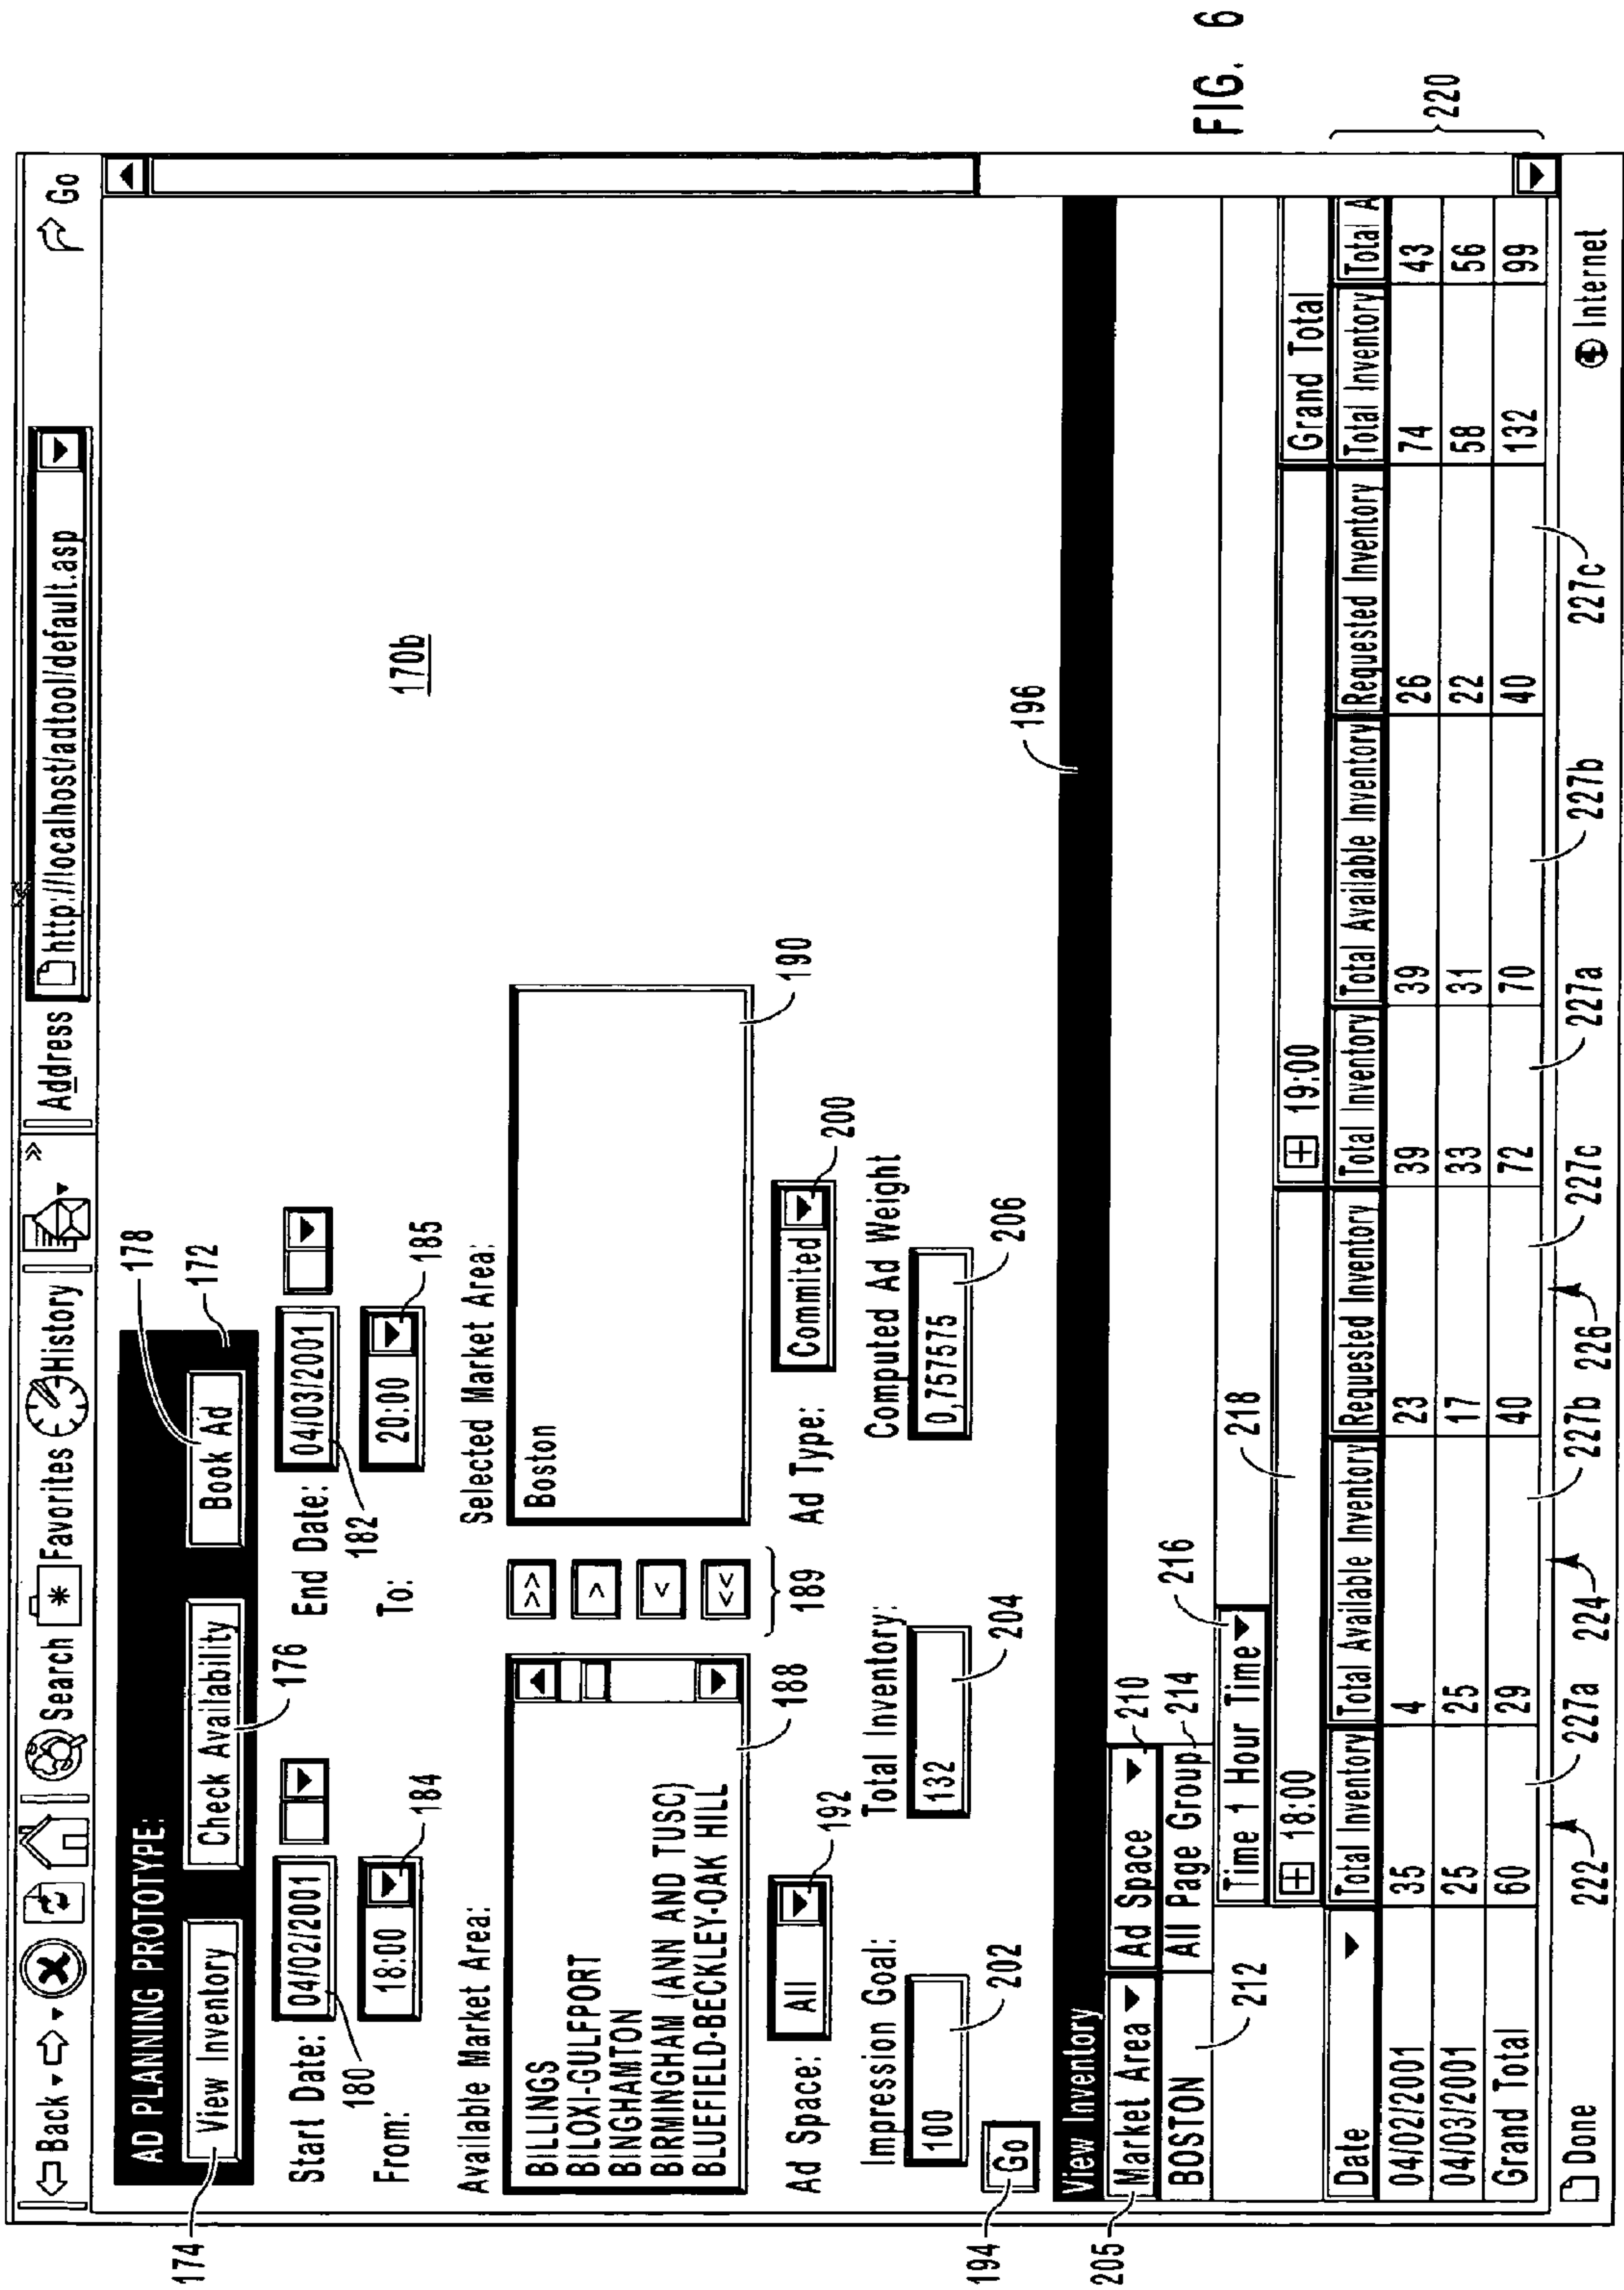 Back Search * Favorites History » Address http://localhost/adtool/default.asp Go
AD PLANNING PROTOTYPE:
174 View Inventory Check Availability Book Ad 178
176 172
Start Date: 04/02/2001 End Date: 04/03/2001
180 182
From: 18:00 184 To: 20:00 185
170b
Available Market Area: Selected Market Area:
BILLINGS
BILOXI-GULFPORT
BINGHAMTON
BIRMINGHAM (ANN AND TUSC)
BLUEFIELD-BECKLEY-OAK HILL
188
>>
>
<
<<
189
Boston
190
Ad Space: All 192 Ad Type: Commited 200
Impression Goal: Total Inventory: Computed Ad Weight
100 202 132 204 0,757575 206
194 Go
196
View Inventory
205 Market Area Ad Space 210
BOSTON All Page Group 214
212 Time 1 Hour Time 216
218
18:00 19:00 Grand Total
Date Total Inventory Total Available Inventory Requested Inventory Total Inventory Total Available Inventory Requested Inventory Total Inventory Total A
04/02/2001 35 4 23 39 39 26 74 43
04/03/2001 25 25 17 33 31 22 58 56
Grand Total 60 29 40 72 70 40 132 99
220
Done Internet
222 227a 224 227b 226 227c 227a 227b 227c
FIG. 6